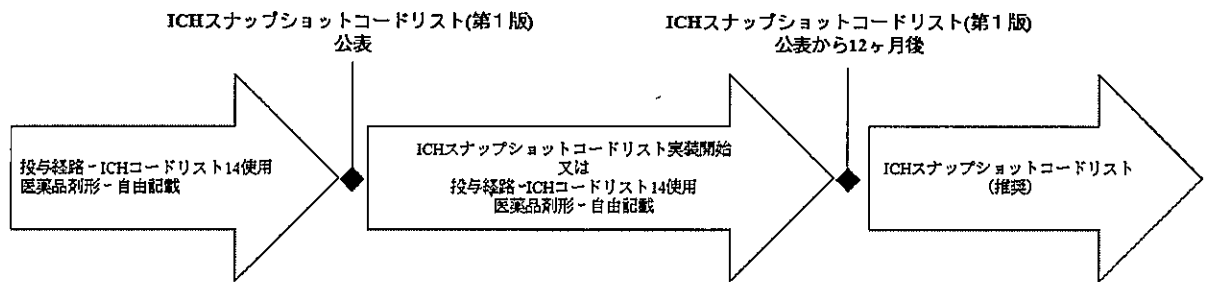 ICHスナップショットコードリスト(第1版)
公表
ICHスナップショットコードリスト(第1版)
公表から12ヶ月後
投与経路-ICHコードリスト14使用
医薬品剤形-自由記載
ICHスナップショットコードリスト実装開始
又は
投与経路-ICHコードリスト14使用
医薬品剤形-自由記載
ICHスナップショットコードリスト
(推奨)